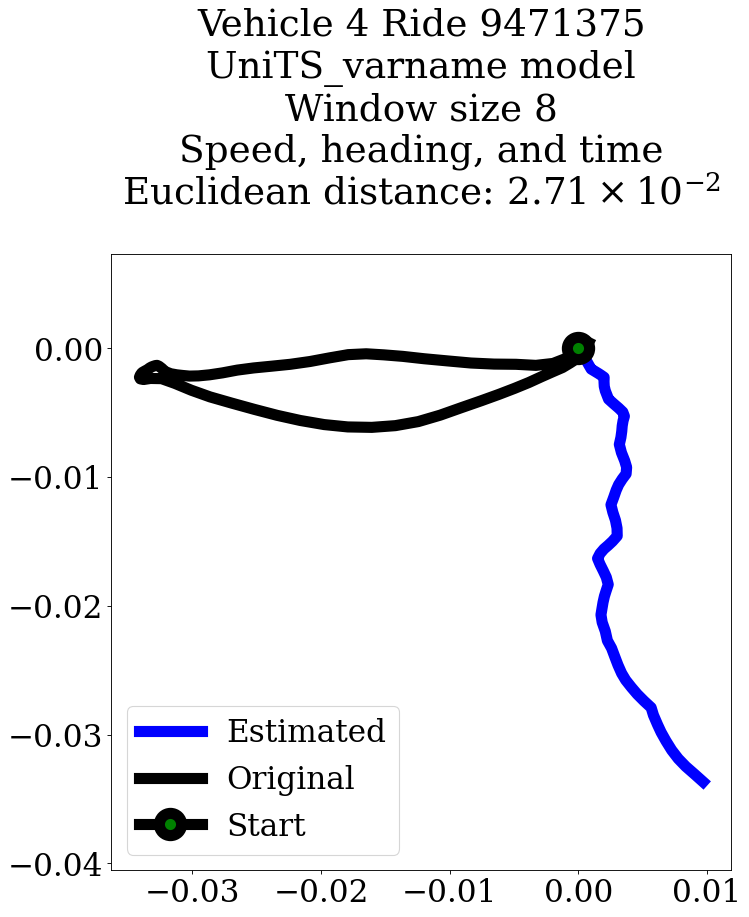 Vehicle 4 Ride 9471375
UniTS_varname model
Window size 8
Speed, heading, and time
Euclidean distance: 2.71 × 10⁻²
0.00
−0.01
−0.02
−0.03
−0.04
Estimated
Original
Start
−0.03
−0.02
−0.01
0.00
0.01